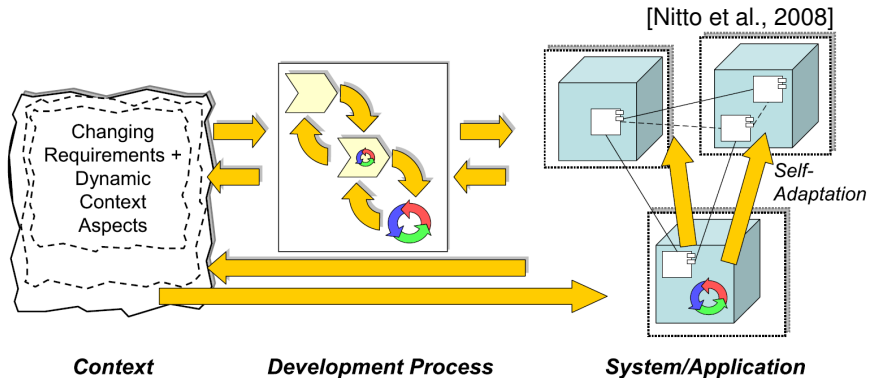 [Nitto et al., 2008]
Changing
Requirements +
Dynamic
Context
Aspects
Self-
Adaptation
Context
Development Process
System/Application